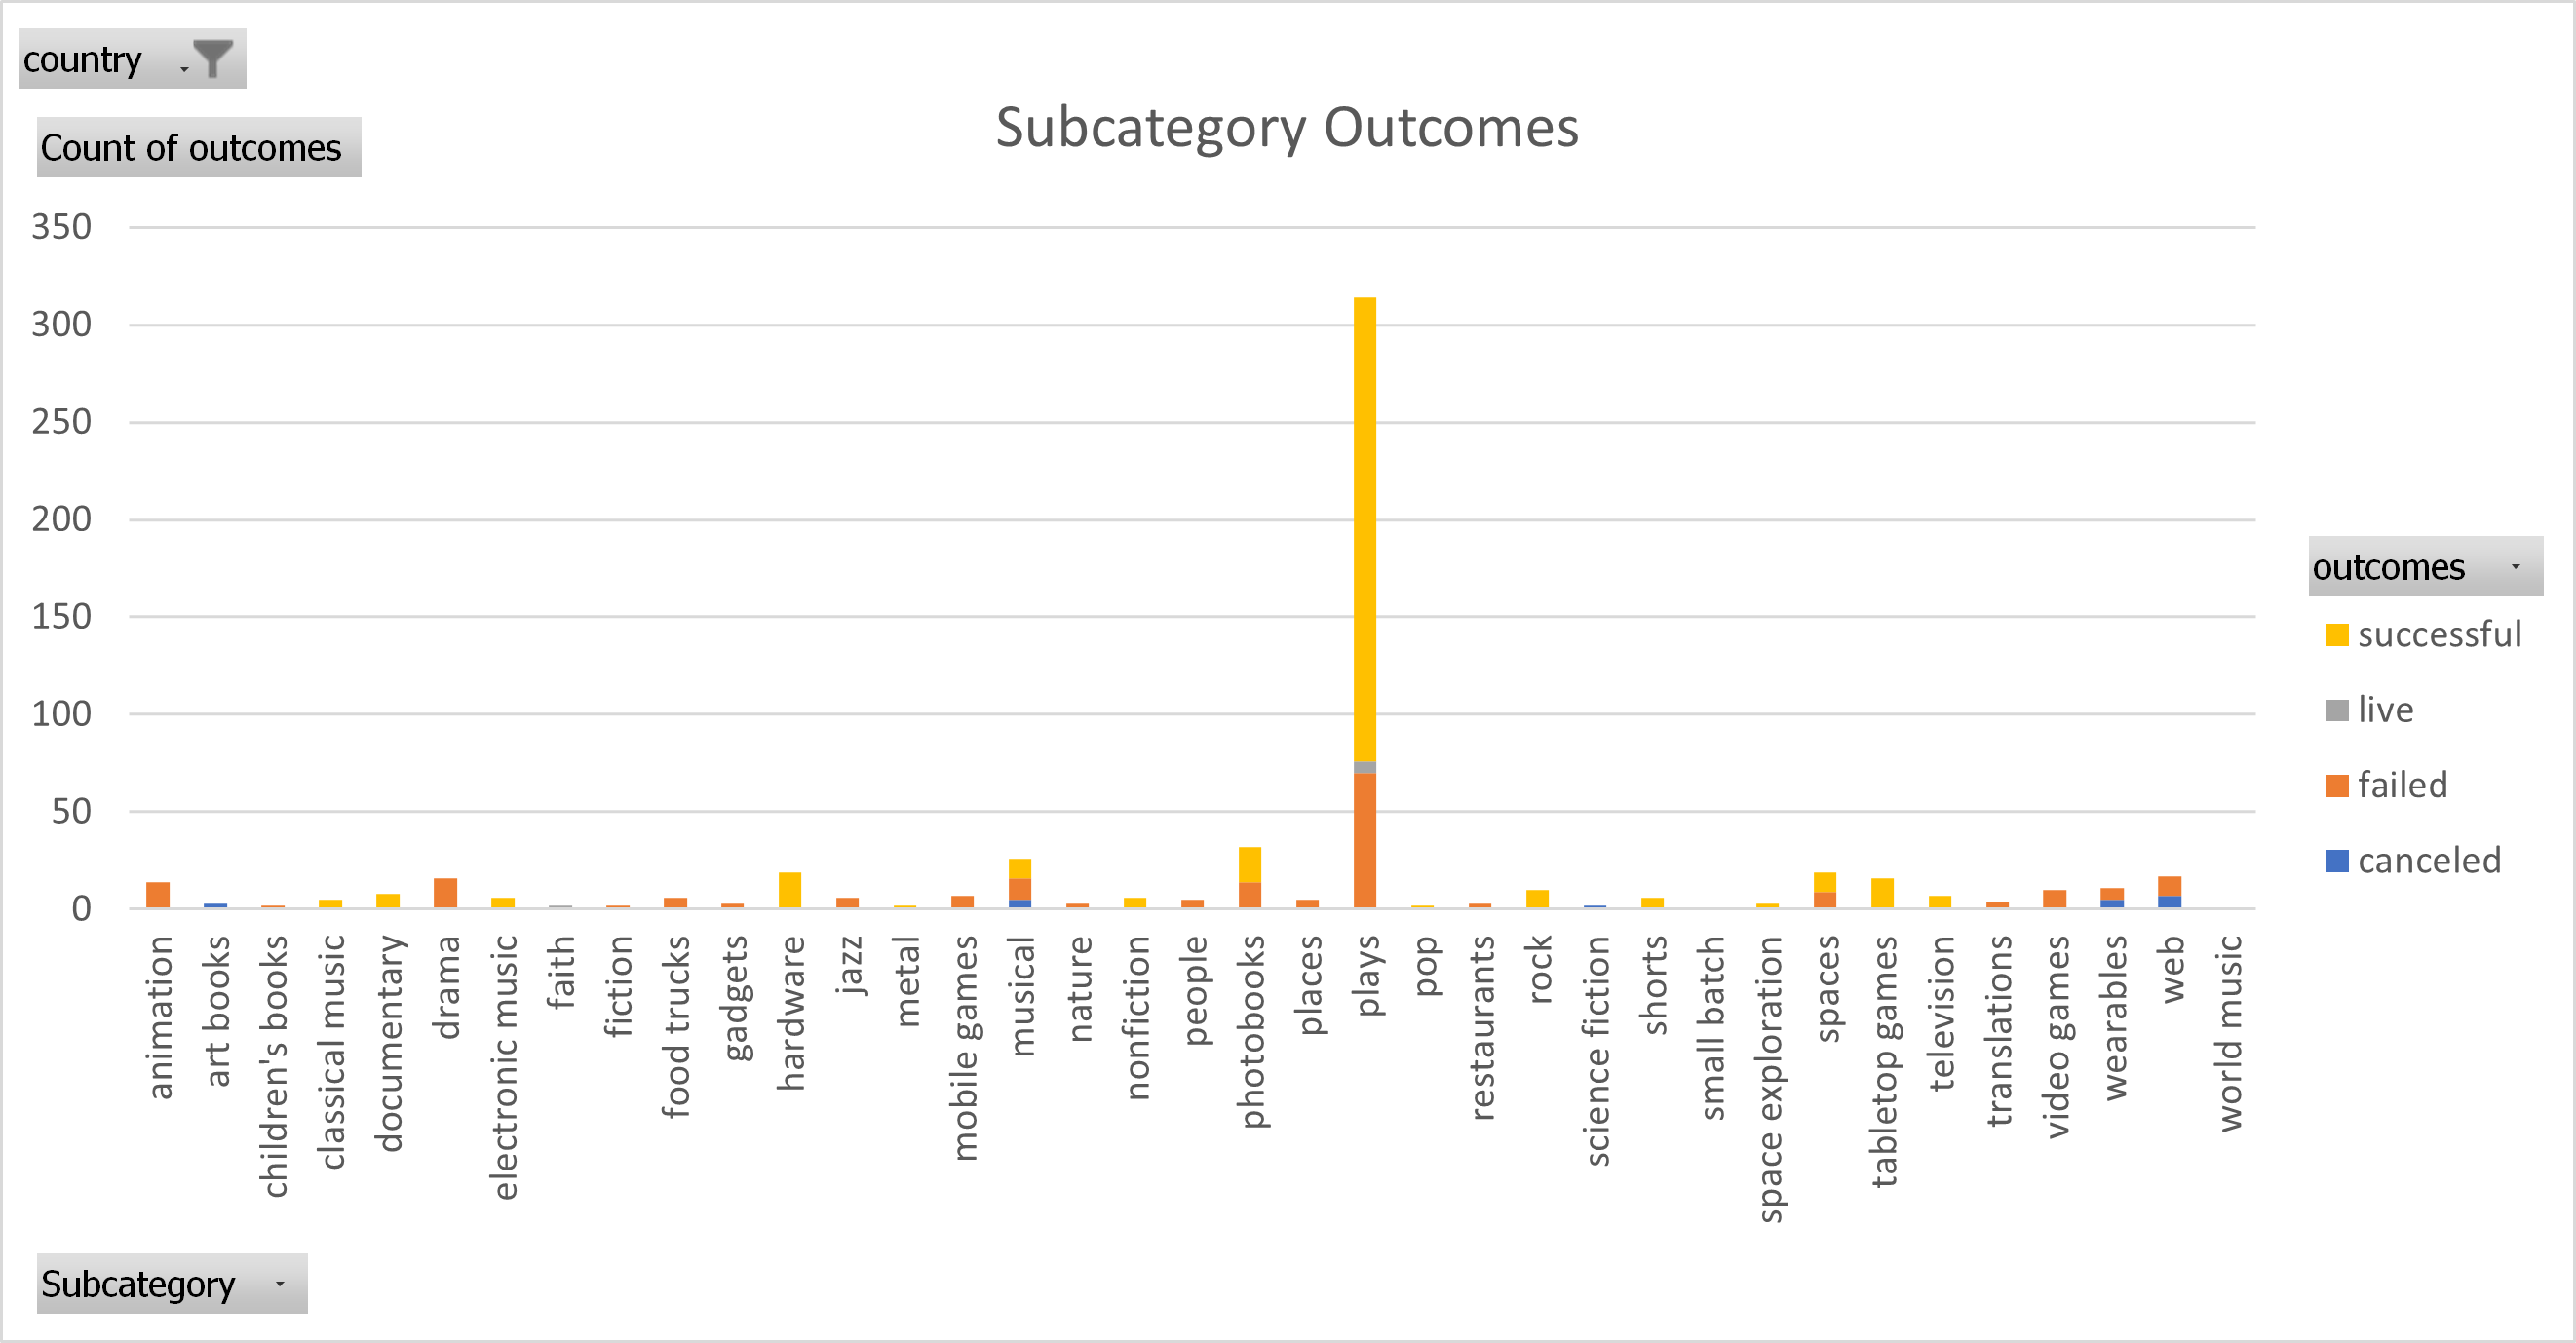 country
Count of outcomes
Subcategory Outcomes
350
300
250
200
150
100
50
0
animation
art books
children's books
classical music
documentary
drama
electronic music
faith
fiction
food trucks
gadgets
hardware
jazz
metal
mobile games
musical
nature
nonfiction
people
photobooks
places
plays
pop
restaurants
rock
science fiction
shorts
small batch
space exploration
spaces
tabletop games
television
translations
video games
wearables
web
world music
outcomes
successful
live
failed
canceled
Subcategory